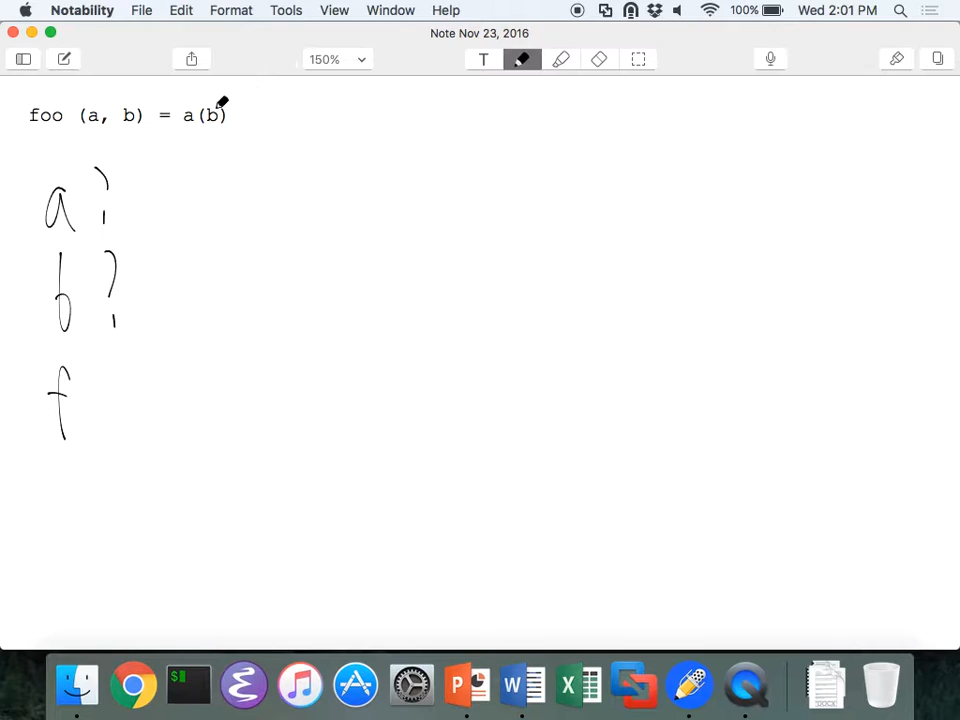 Notability File Edit Format Tools View Window Help 100% Wed 2:01 PM
Note Nov 23, 2016
150% T
foo (a, b) = a(b)
a ?
b ?
f
$
P W X